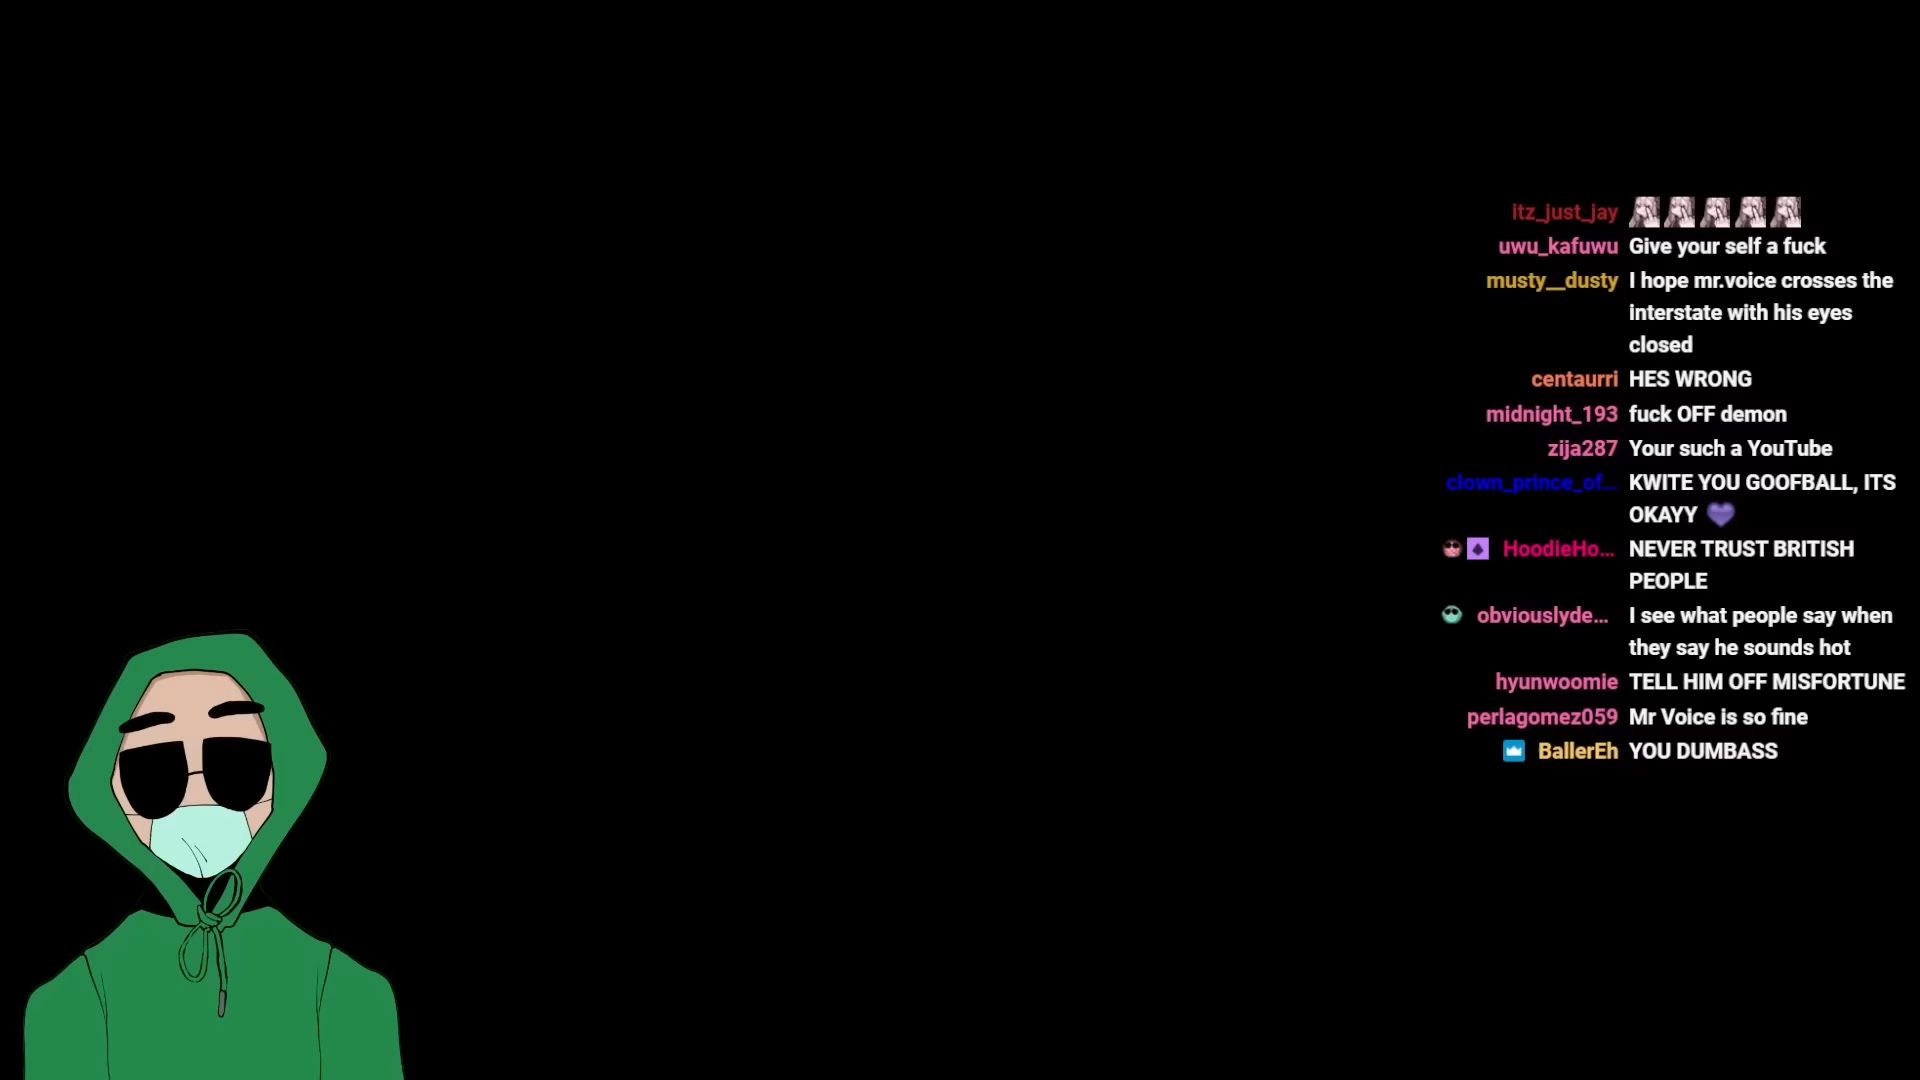 itz_just_jay
uwu_kafuwu Give your self a fuck
musty__dusty I hope mr.voice crosses the
interstate with his eyes
closed
centaurri HES WRONG
midnight_193 fuck OFF demon
zija287 Your such a YouTube
clown_prince_of... KWITE YOU GOOFBALL, ITS
OKAYY
HoodieHo... NEVER TRUST BRITISH
PEOPLE
obviouslyde... I see what people say when
they say he sounds hot
hyunwoomie TELL HIM OFF MISFORTUNE
perlagomez059 Mr Voice is so fine
BallerEh YOU DUMBASS